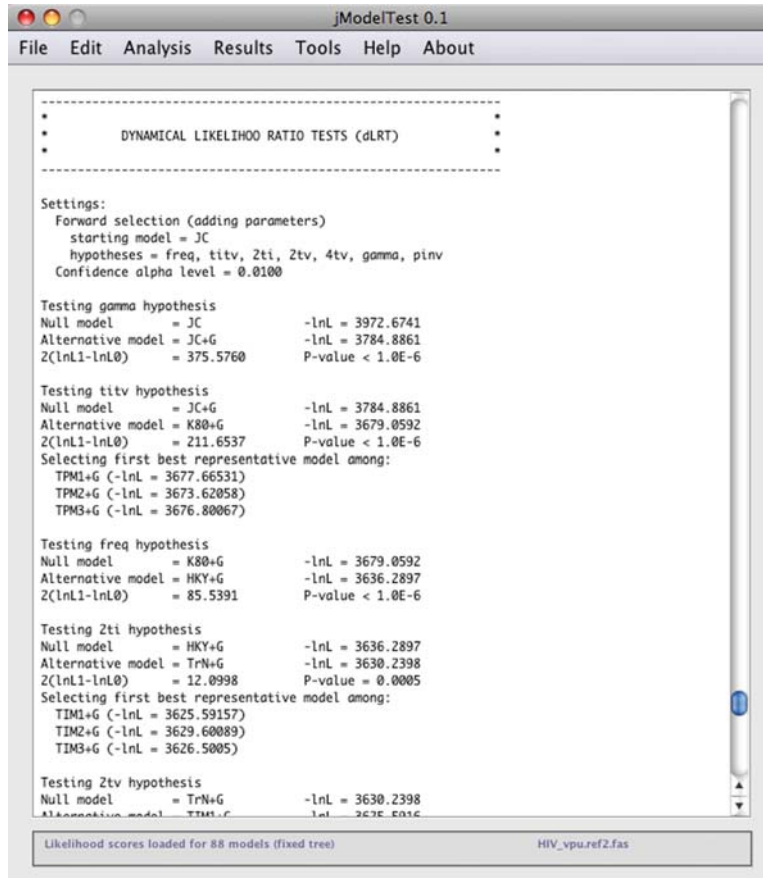 jModelTest 0.1
File Edit Analysis Results Tools Help About
---------------------------------------------------------------
* *
* DYNAMICAL LIKELIHOO RATIO TESTS (dLRT) *
* *
---------------------------------------------------------------
Settings:
Forward selection (adding parameters)
starting model = JC
hypotheses = freq, titv, 2ti, 2tv, 4tv, gamma, pinv
Confidence alpha level = 0.0100
Testing gamma hypothesis
Null model = JC -lnL = 3972.6741
Alternative model = JC+G -lnL = 3784.8861
2(lnL1-lnL0) = 375.5760 P-value < 1.0E-6
Testing titv hypothesis
Null model = JC+G -lnL = 3784.8861
Alternative model = K80+G -lnL = 3679.0592
2(lnL1-lnL0) = 211.6537 P-value < 1.0E-6
Selecting first best representative model among:
TPM1+G (-lnL = 3677.66531)
TPM2+G (-lnL = 3673.62058)
TPM3+G (-lnL = 3676.80067)
Testing freq hypothesis
Null model = K80+G -lnL = 3679.0592
Alternative model = HKY+G -lnL = 3636.2897
2(lnL1-lnL0) = 85.5391 P-value < 1.0E-6
Testing 2ti hypothesis
Null model = HKY+G -lnL = 3636.2897
Alternative model = TrN+G -lnL = 3630.2398
2(lnL1-lnL0) = 12.0998 P-value = 0.0005
Selecting first best representative model among:
TIM1+G (-lnL = 3625.59157)
TIM2+G (-lnL = 3629.60089)
TIM3+G (-lnL = 3626.5005)
Testing 2tv hypothesis
Null model = TrN+G -lnL = 3630.2398
Alternative model = TIM1+G -lnL = 3625.5916
Likelihood scores loaded for 88 models (fixed tree) HIV_vpu.ref2.fas